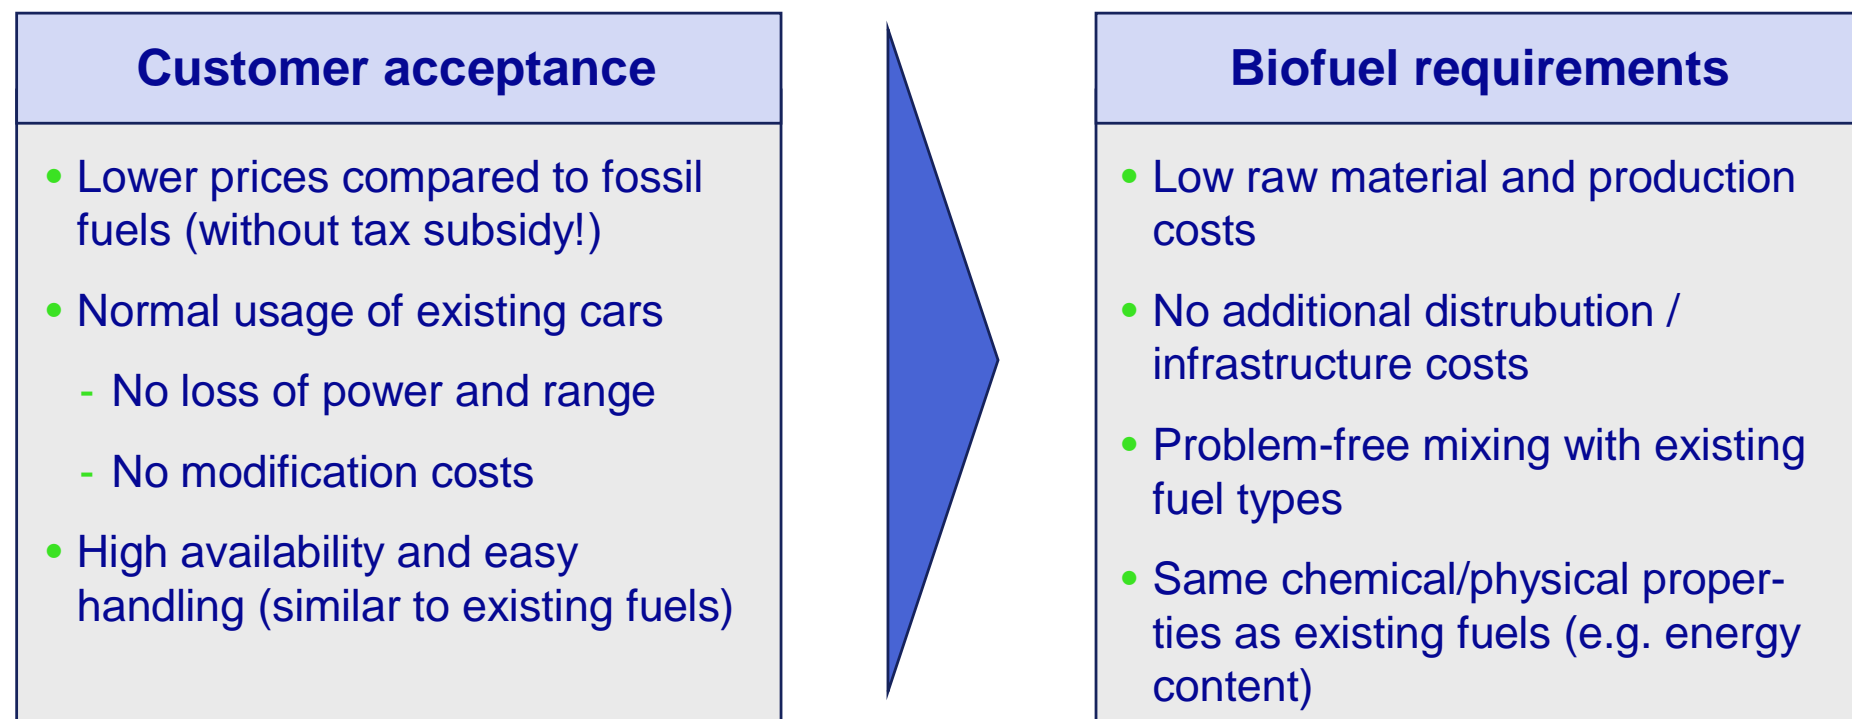 Customer acceptance
• Lower prices compared to fossil
fuels (without tax subsidy!)
• Normal usage of existing cars
- No loss of power and range
- No modification costs
• High availability and easy
handling (similar to existing fuels)
Biofuel requirements
• Low raw material and production
costs
• No additional distrubution /
infrastructure costs
• Problem-free mixing with existing
fuel types
• Same chemical/physical proper-
ties as existing fuels (e.g. energy
content)